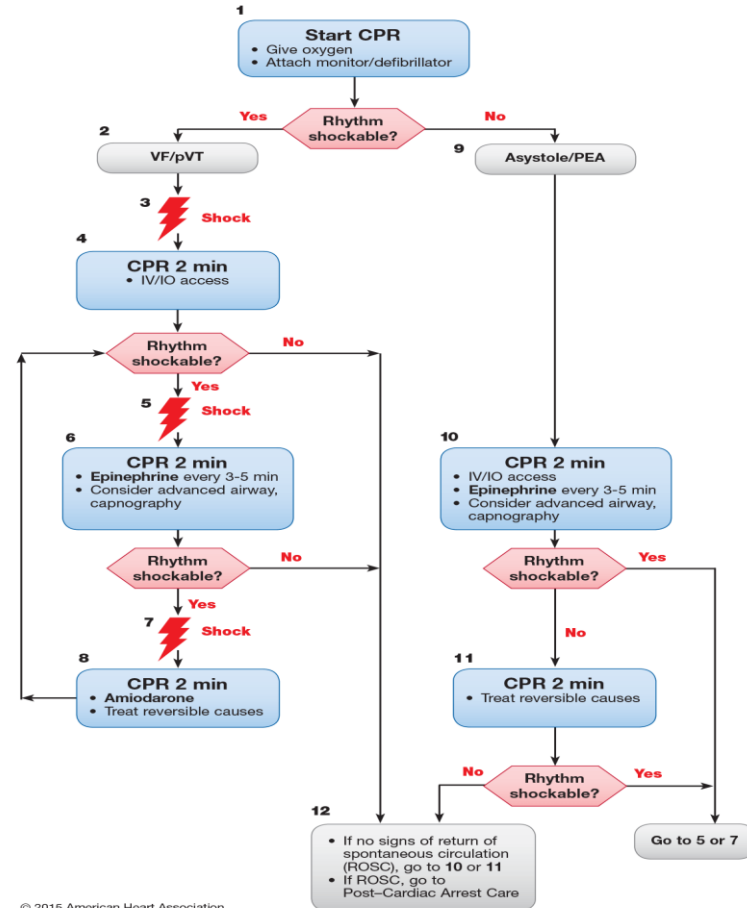 1
Start CPR
• Give oxygen
• Attach monitor/defibrillator
Rhythm
shockable?
Yes
No
2
VF/pVT
9
Asystole/PEA
3
Shock
4
CPR 2 min
• IV/IO access
Rhythm
shockable?
No
Yes
5
Shock
6
CPR 2 min
• Epinephrine every 3-5 min
• Consider advanced airway,
capnography
Rhythm
shockable?
No
Yes
7
Shock
8
CPR 2 min
• Amiodarone
• Treat reversible causes
10
CPR 2 min
• IV/IO access
• Epinephrine every 3-5 min
• Consider advanced airway,
capnography
Rhythm
shockable?
Yes
No
11
CPR 2 min
• Treat reversible causes
Rhythm
shockable?
No
Yes
12
• If no signs of return of
spontaneous circulation
(ROSC), go to 10 or 11
• If ROSC, go to
Post–Cardiac Arrest Care
Go to 5 or 7
© 2015 American Heart Association